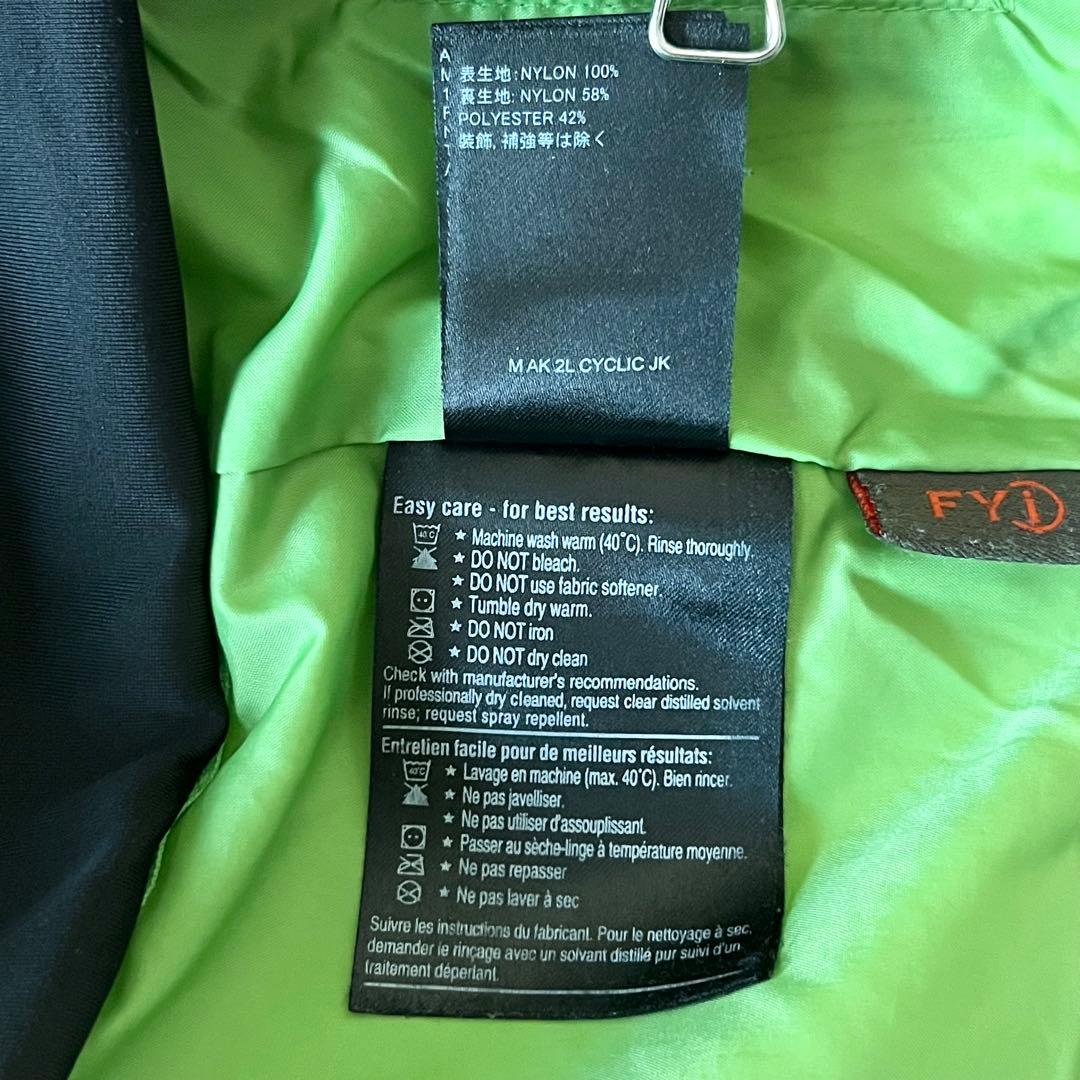 表生地:NYLON 100%
裏生地: NYLON 58%
POLYESTER 42%
装飾, 補強等は除く
M AK 2L CYCLIC JK
FYi
Easy care - for best results:
40°C
★ Machine wash warm (40°C). Rinse thoroughly.
★ DO NOT bleach.
★ DO NOT use fabric softener.
★ Tumble dry warm.
★ DO NOT iron
★ DO NOT dry clean
Check with manufacturer's recommendations.
If professionally dry cleaned, request clear distilled solvent
rinse; request spray repellent.
Entretien facile pour de meilleurs résultats:
40°C
★ Lavage en machine (max. 40°C). Bien rincer.
★ Ne pas javelliser.
★ Ne pas utiliser d'assouplissant.
★ Passer au sèche-linge à température moyenne.
★ Ne pas repasser
★ Ne pas laver à sec
Suivre les instructions du fabricant. Pour le nettoyage à sec,
demander le rinçage avec un solvant distillé pur suivi d'un
traitement déperlant.